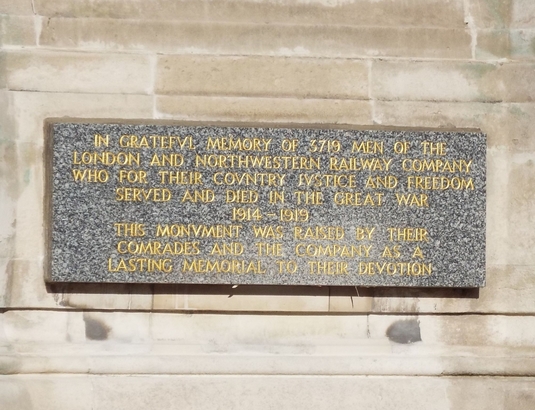 IN GRATEFVL MEMORY OF 3719 MEN OF THE
LONDON AND NORTHWESTERN RAILWAY COMPANY
WHO FOR THEIR COVNTRY JVSTICE AND FREEDOM
SERVED AND DIED IN THE GREAT WAR
1914-1919
THIS MONVMENT WAS RAISED BY THEIR
COMRADES AND THE COMPANY AS A
LASTING MEMORIAL TO THEIR DEVOTION